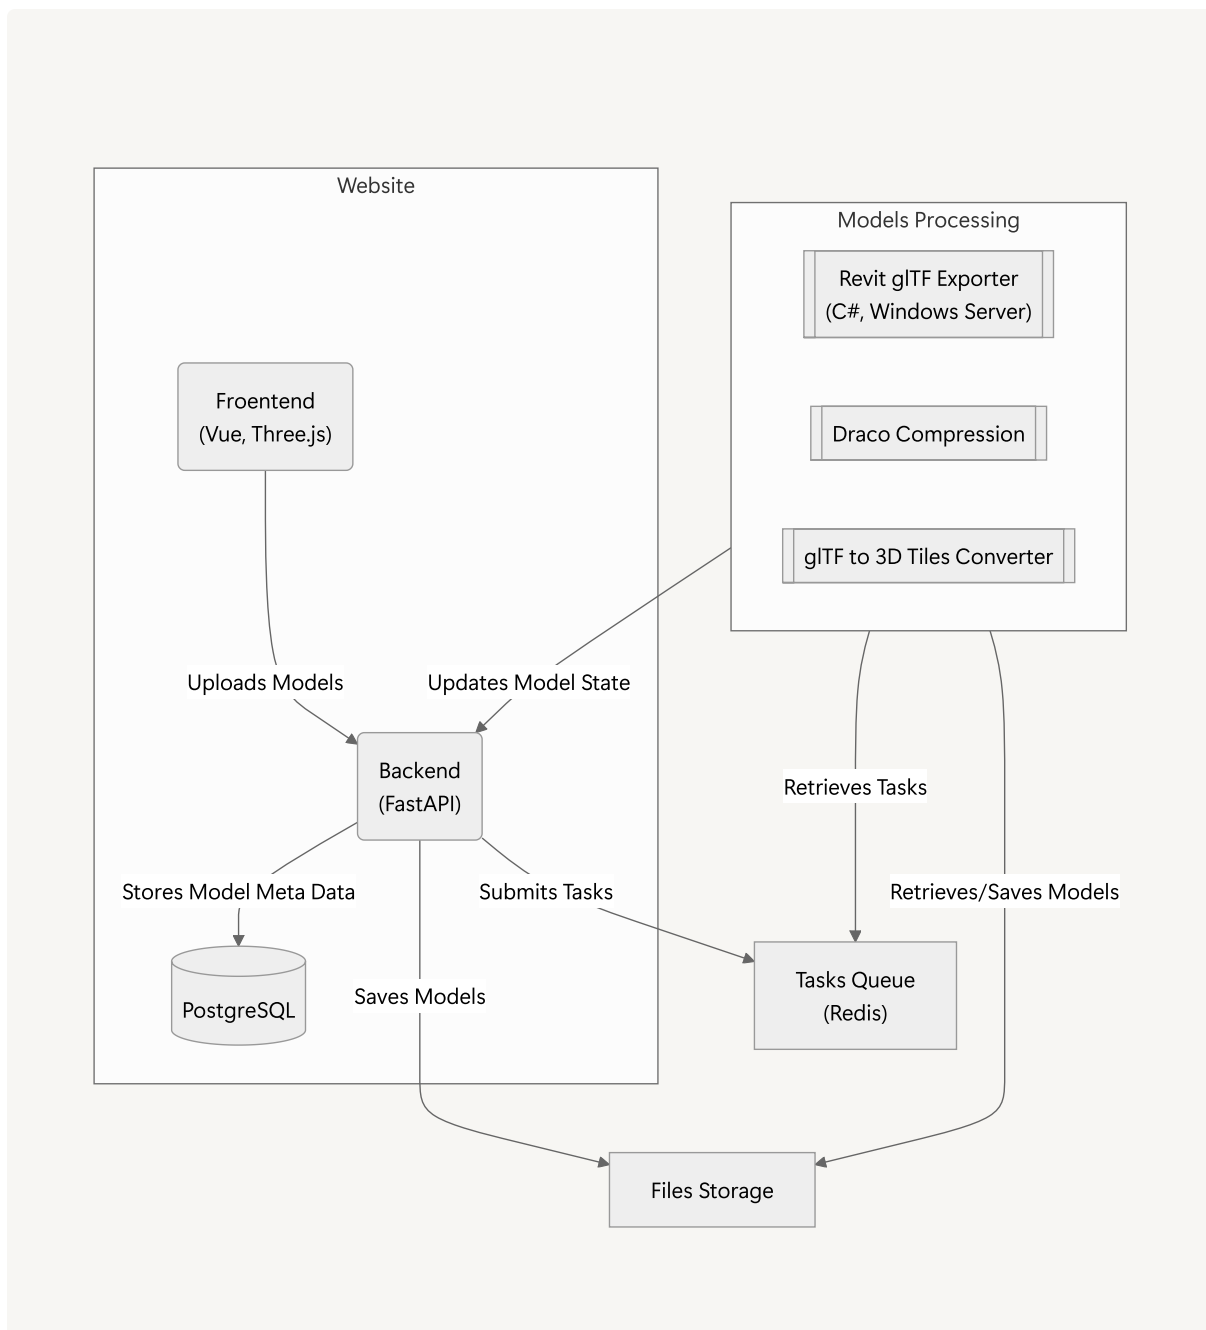 Website
Models Processing
Revit glTF Exporter
(C#, Windows Server)
Froentend
(Vue, Three.js)
Draco Compression
glTF to 3D Tiles Converter
Uploads Models
Updates Model State
Backend
(FastAPI)
Retrieves Tasks
Stores Model Meta Data
Submits Tasks
Retrieves/Saves Models
Tasks Queue
(Redis)
Saves Models
PostgreSQL
Files Storage